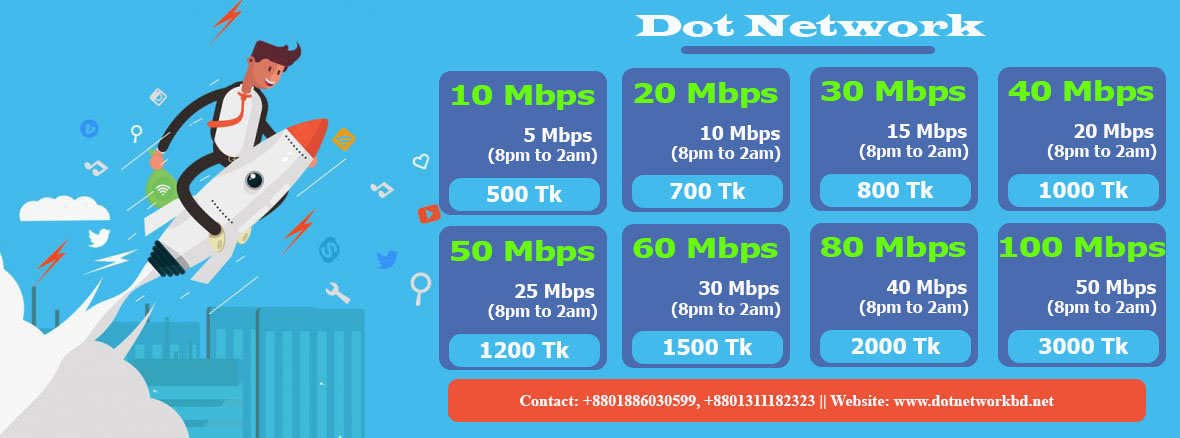 Dot Network
10 Mbps
5 Mbps
(8pm to 2am)
500 Tk
20 Mbps
10 Mbps
(8pm to 2am)
700 Tk
30 Mbps
15 Mbps
(8pm to 2am)
800 Tk
40 Mbps
20 Mbps
(8pm to 2am)
1000 Tk
50 Mbps
25 Mbps
(8pm to 2am)
1200 Tk
60 Mbps
30 Mbps
(8pm to 2am)
1500 Tk
80 Mbps
40 Mbps
(8pm to 2am)
2000 Tk
100 Mbps
50 Mbps
(8pm to 2am)
3000 Tk
Contact: +8801886030599, +8801311182323 || Website: www.dotnetworkbd.net